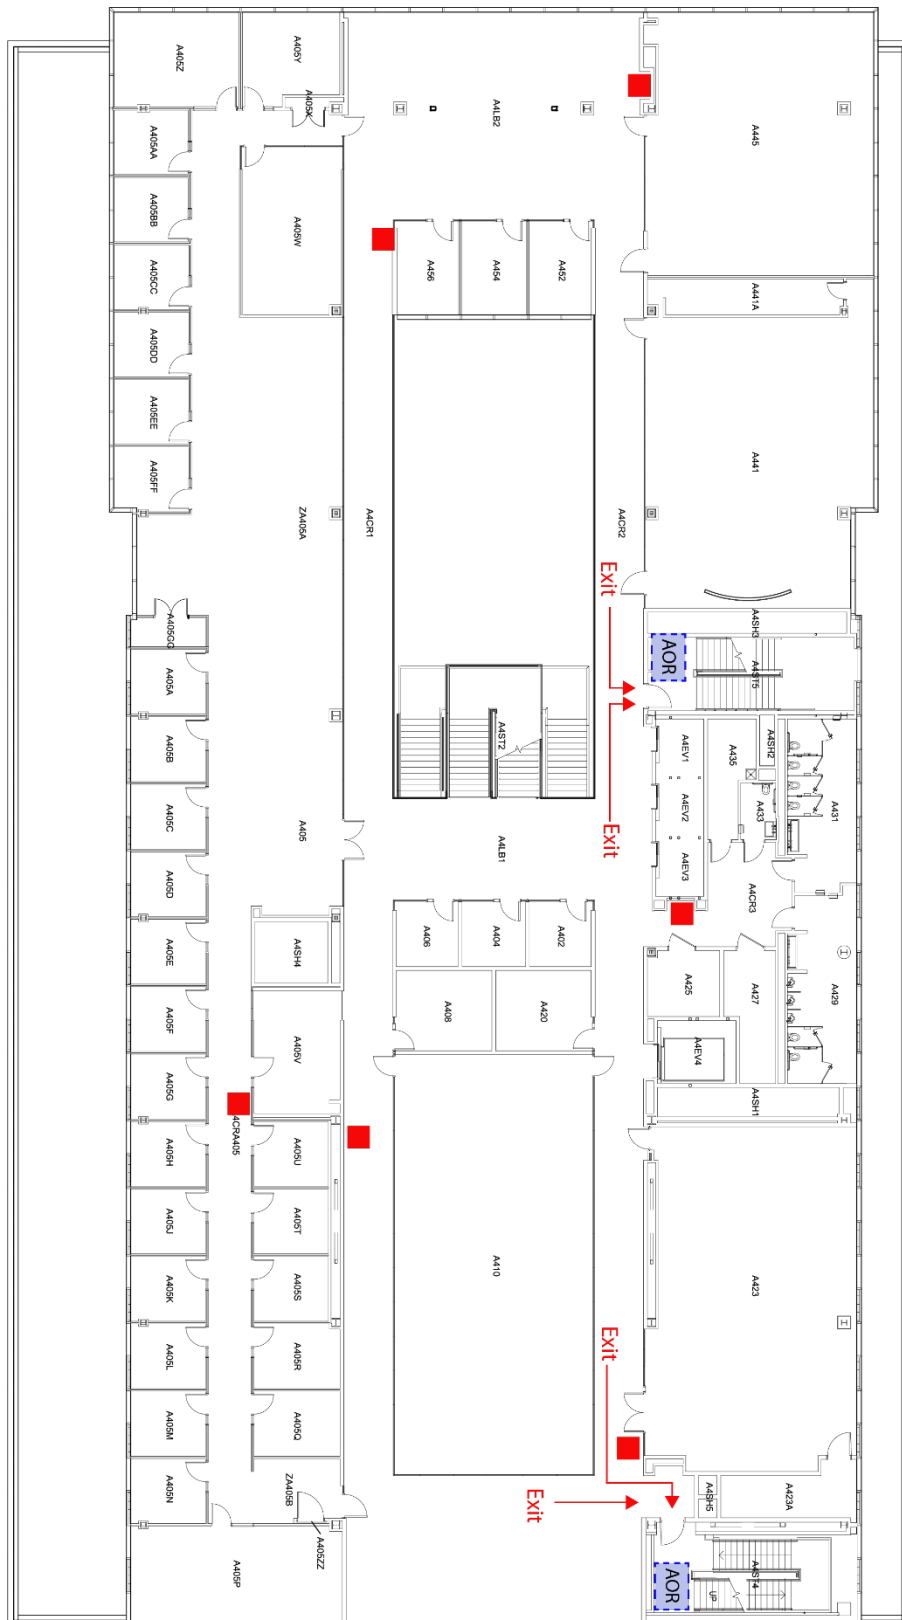 A405Z
A405Y
A405X
A4LB2
A445
A405AA
A405BB
A405W
A405CC
A456
A454
A452
A441A
A405DD
A405EE
A405FF
A441
ZA405A
A4CR1
A4CR2
Exit
A405GG
A4SH3
AOR
A4ST5
A405A
A4ST2
A405B
A4EV1
A435
A4SH2
A405C
A405
A4LB1
Exit
A4EV2
A433
A431
A4EV3
A4CR3
A405D
A405E
A4SH4
A406
A404
A402
A425
A427
A429
A405F
A405V
A408
A420
A4EV4
A405G
4CRA405
A4SH1
A405H
A405U
A405J
A405T
A405K
A405S
A410
A423
A405L
A405R
Exit
A405M
A405Q
A405N
ZA405B
Exit
A4SH5
A423A
A405ZZ
A405P
AOR
A4ST4
UP